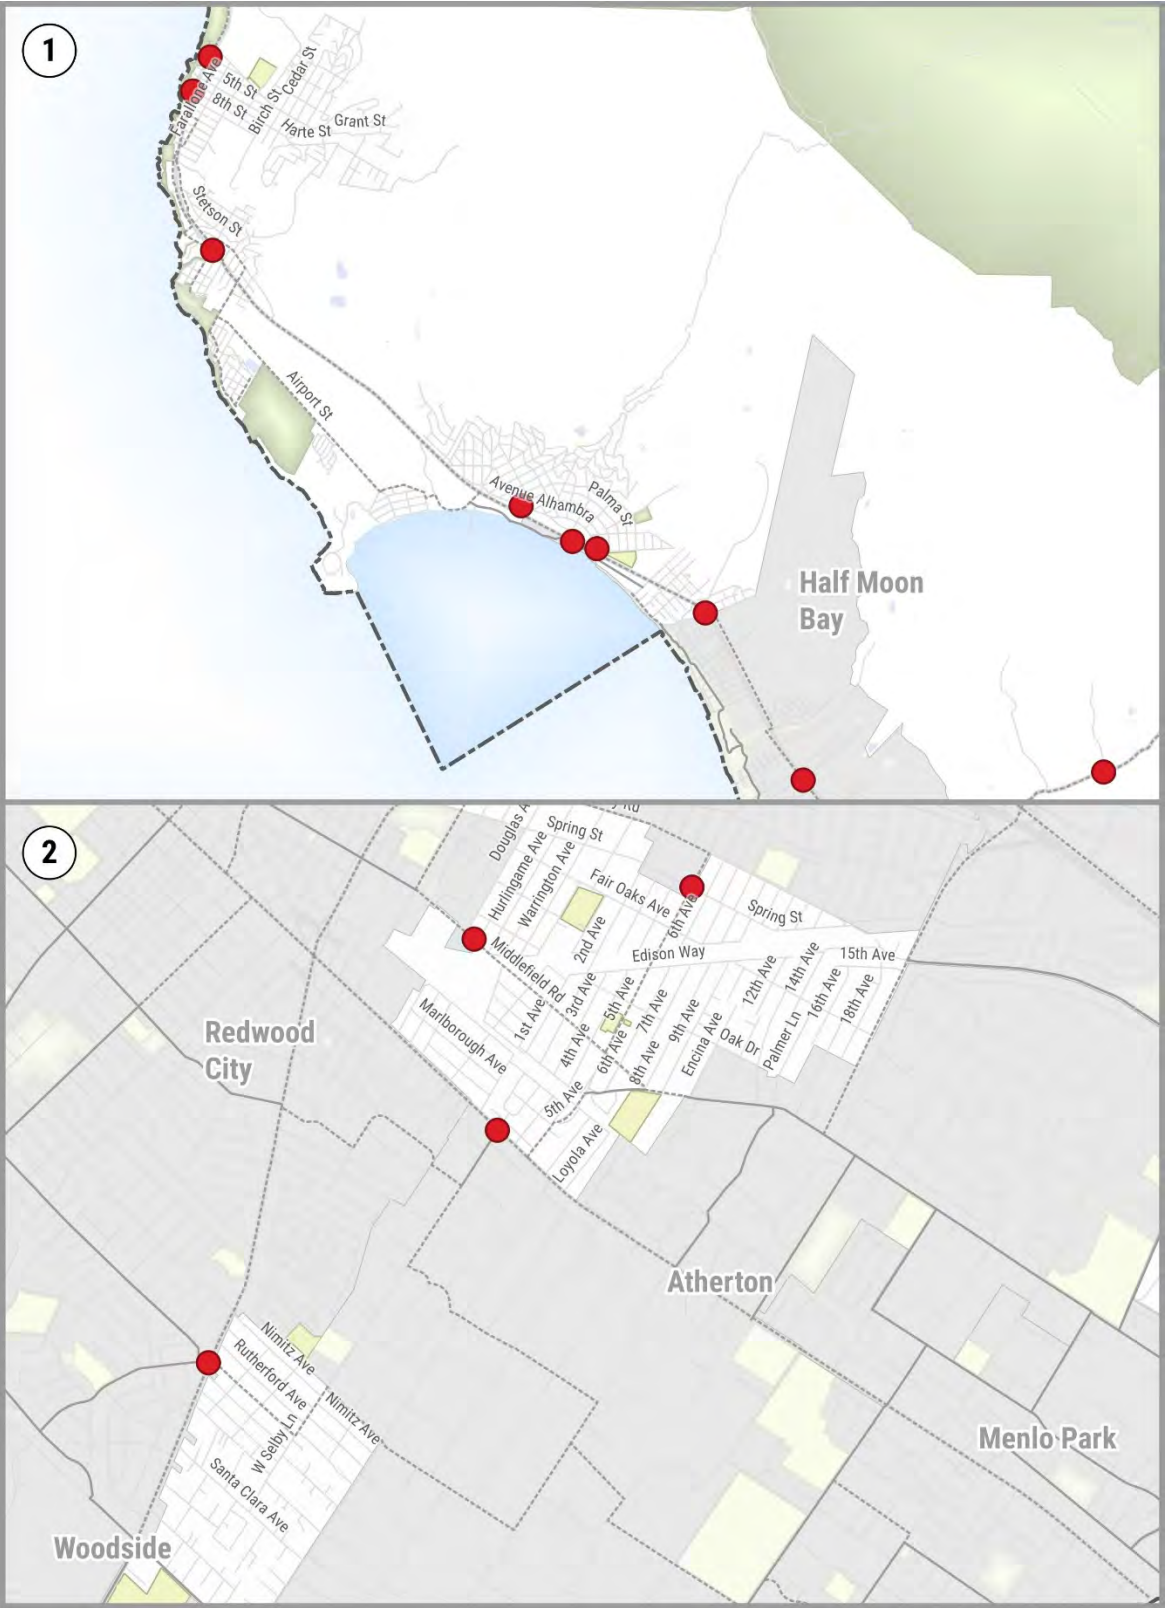 1
Cedar St
5th St
Farallone Ave
8th St
Birch St
Harte St
Grant St
Stetson St
Airport St
Avenue Alhambra
Palma St
Half Moon
Bay
2
Douglas A
y Rd
Spring St
Hurlingame Ave
Warrington Ave
Fair Oaks Ave
6th Ave
Spring St
2nd Ave
Middlefield Rd
Edison Way
15th Ave
14th Ave
12th Ave
16th Ave
18th Ave
3rd Ave
5th Ave
7th Ave
9th Ave
1st Ave
Marlborough Ave
4th Ave
6th Ave
8th Ave
Encina Ave
Oak Dr
Palmer Ln
Redwood
City
5th Ave
Loyola Ave
Atherton
Nimitz Ave
Rutherford Ave
Nimitz Ave
W Selby Ln
Santa Clara Ave
Menlo Park
Woodside